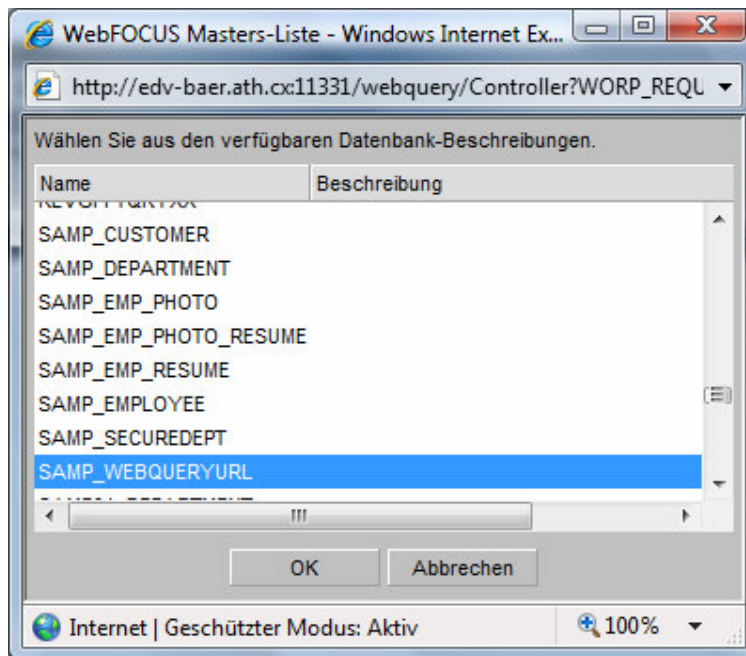 WebFOCUS Masters-Liste - Windows Internet Ex...
http://edv-baer.ath.cx:11331/webquery/Controller?WORP_REQU
Wählen Sie aus den verfügbaren Datenbank-Beschreibungen.
Name Beschreibung
SAMP_CUSTOMER
SAMP_DEPARTMENT
SAMP_EMP_PHOTO
SAMP_EMP_PHOTO_RESUME
SAMP_EMP_RESUME
SAMP_EMPLOYEE
SAMP_SECUREDEPT
SAMP_WEBQUERYURL
OK Abbrechen
Internet | Geschützter Modus: Aktiv 100%